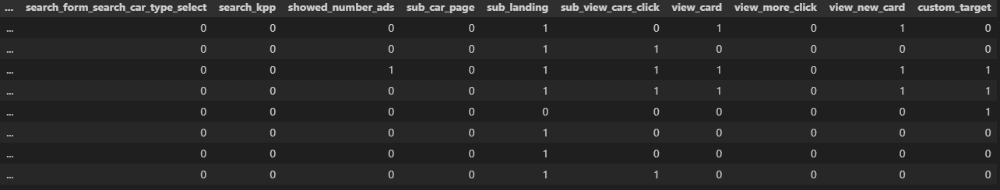 ... search_form_search_car_type_select search_kpp showed_number_ads sub_car_page sub_landing sub_view_cars_click view_card view_more_click view_new_card custom_target
... 0 0 0 0 1 0 1 0 1 0
... 0 0 0 0 1 1 0 0 0 0
... 0 0 1 0 1 1 1 0 1 1
... 0 0 0 0 1 1 1 0 1 1
... 0 0 0 0 0 0 0 0 0 1
... 0 0 0 0 1 0 0 0 0 0
... 0 0 0 0 1 0 0 0 0 0
... 0 0 0 0 1 1 0 0 0 0